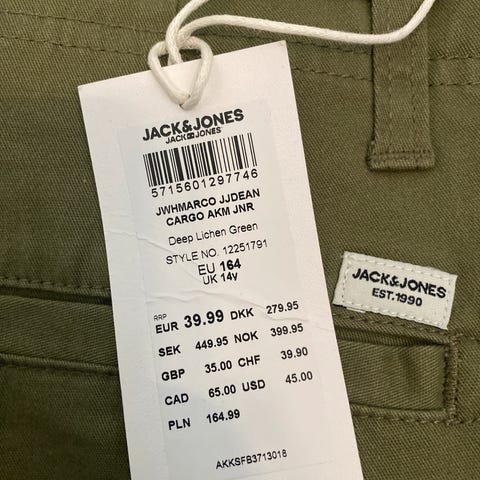 JACK&JONES
JACK&JONES
5715601297746
JWHMARCO JJDEAN
CARGO AKM JNR
Deep Lichen Green
STYLE NO. 12251791
EU 164
UK 14y
RRP
EUR 39.99 DKK 279.95
SEK 449.95 NOK 399.95
GBP 35.00 CHF 39.90
CAD 65.00 USD 45.00
PLN 164.99
AKKSFB3713018
JACK&JONES
EST.1990